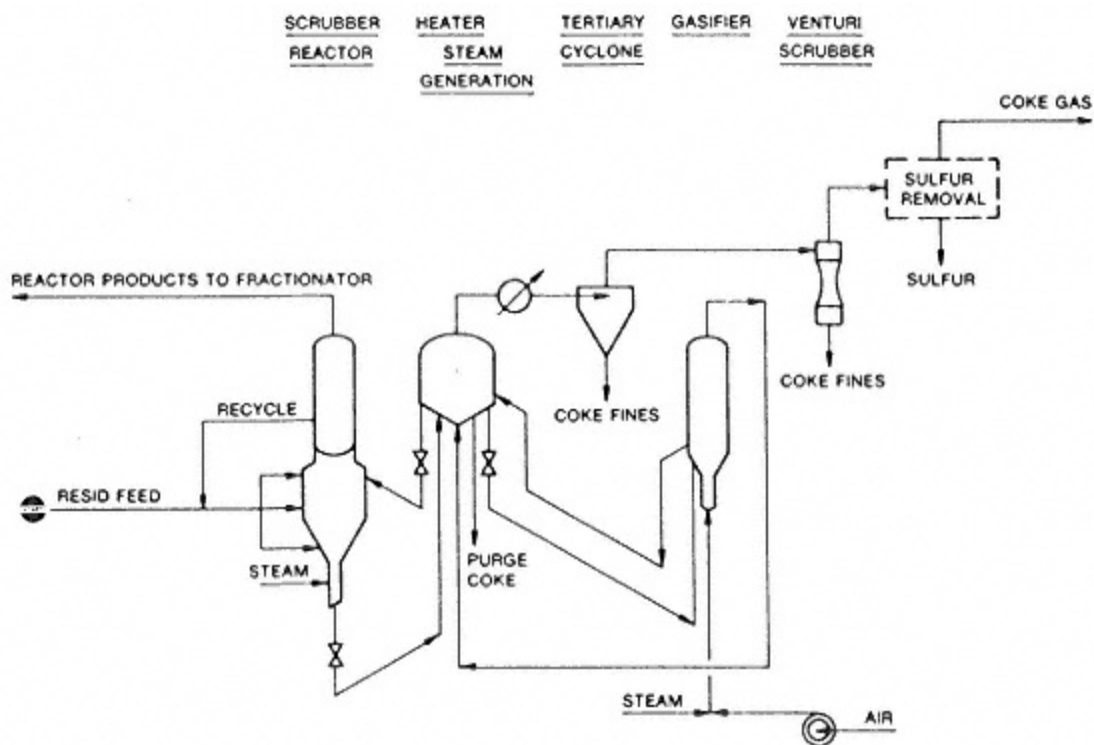 SCRUBBER
REACTOR
HEATER
STEAM
GENERATION
TERTIARY
CYCLONE
GASIFIER
VENTURI
SCRUBBER
COKE GAS
SULFUR
REMOVAL
SULFUR
REACTOR PRODUCTS TO FRACTIONATOR
COKE FINES
COKE FINES
RECYCLE
RESID FEED
STEAM
PURGE
COKE
STEAM
AIR